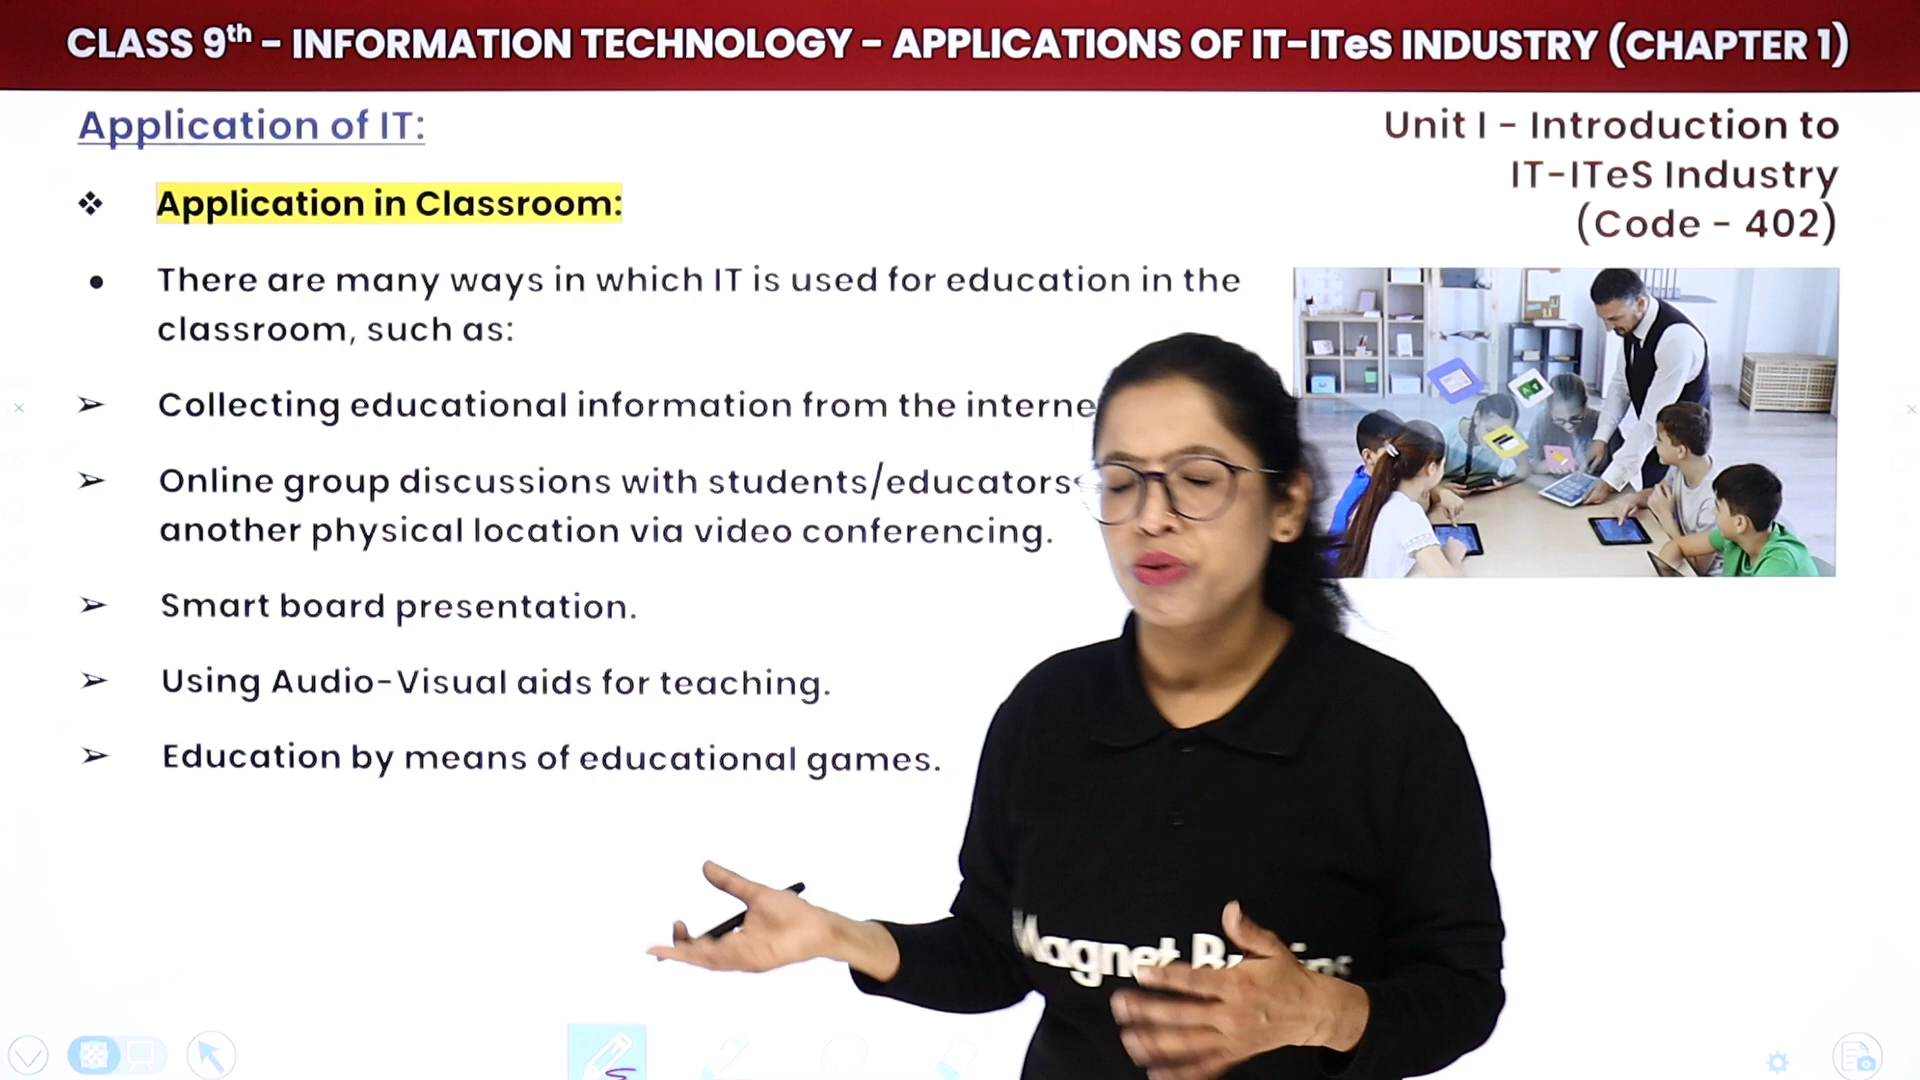 CLASS 9th - INFORMATION TECHNOLOGY - APPLICATIONS OF IT-ITeS INDUSTRY (CHAPTER 1)
Application of IT:
Unit I - Introduction to
IT-ITeS Industry
(Code - 402)
❖ Application in Classroom:
• There are many ways in which IT is used for education in the
classroom, such as:
➢ Collecting educational information from the interne
➢ Online group discussions with students/educators
another physical location via video conferencing.
➢ Smart board presentation.
➢ Using Audio-Visual aids for teaching.
➢ Education by means of educational games.
Magnet